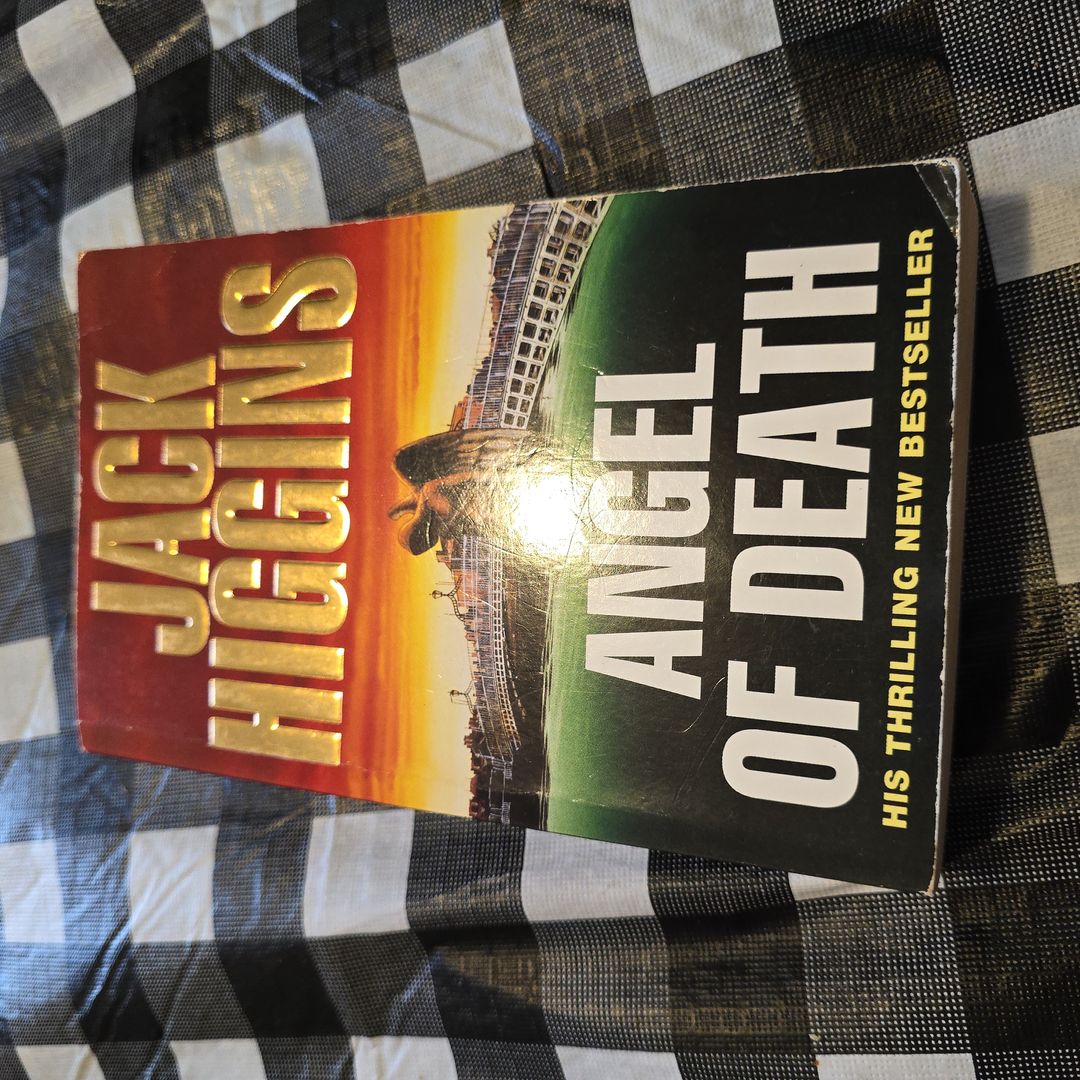 JACK
HIGGINS
ANGEL
OF DEATH
HIS THRILLING NEW BESTSELLER